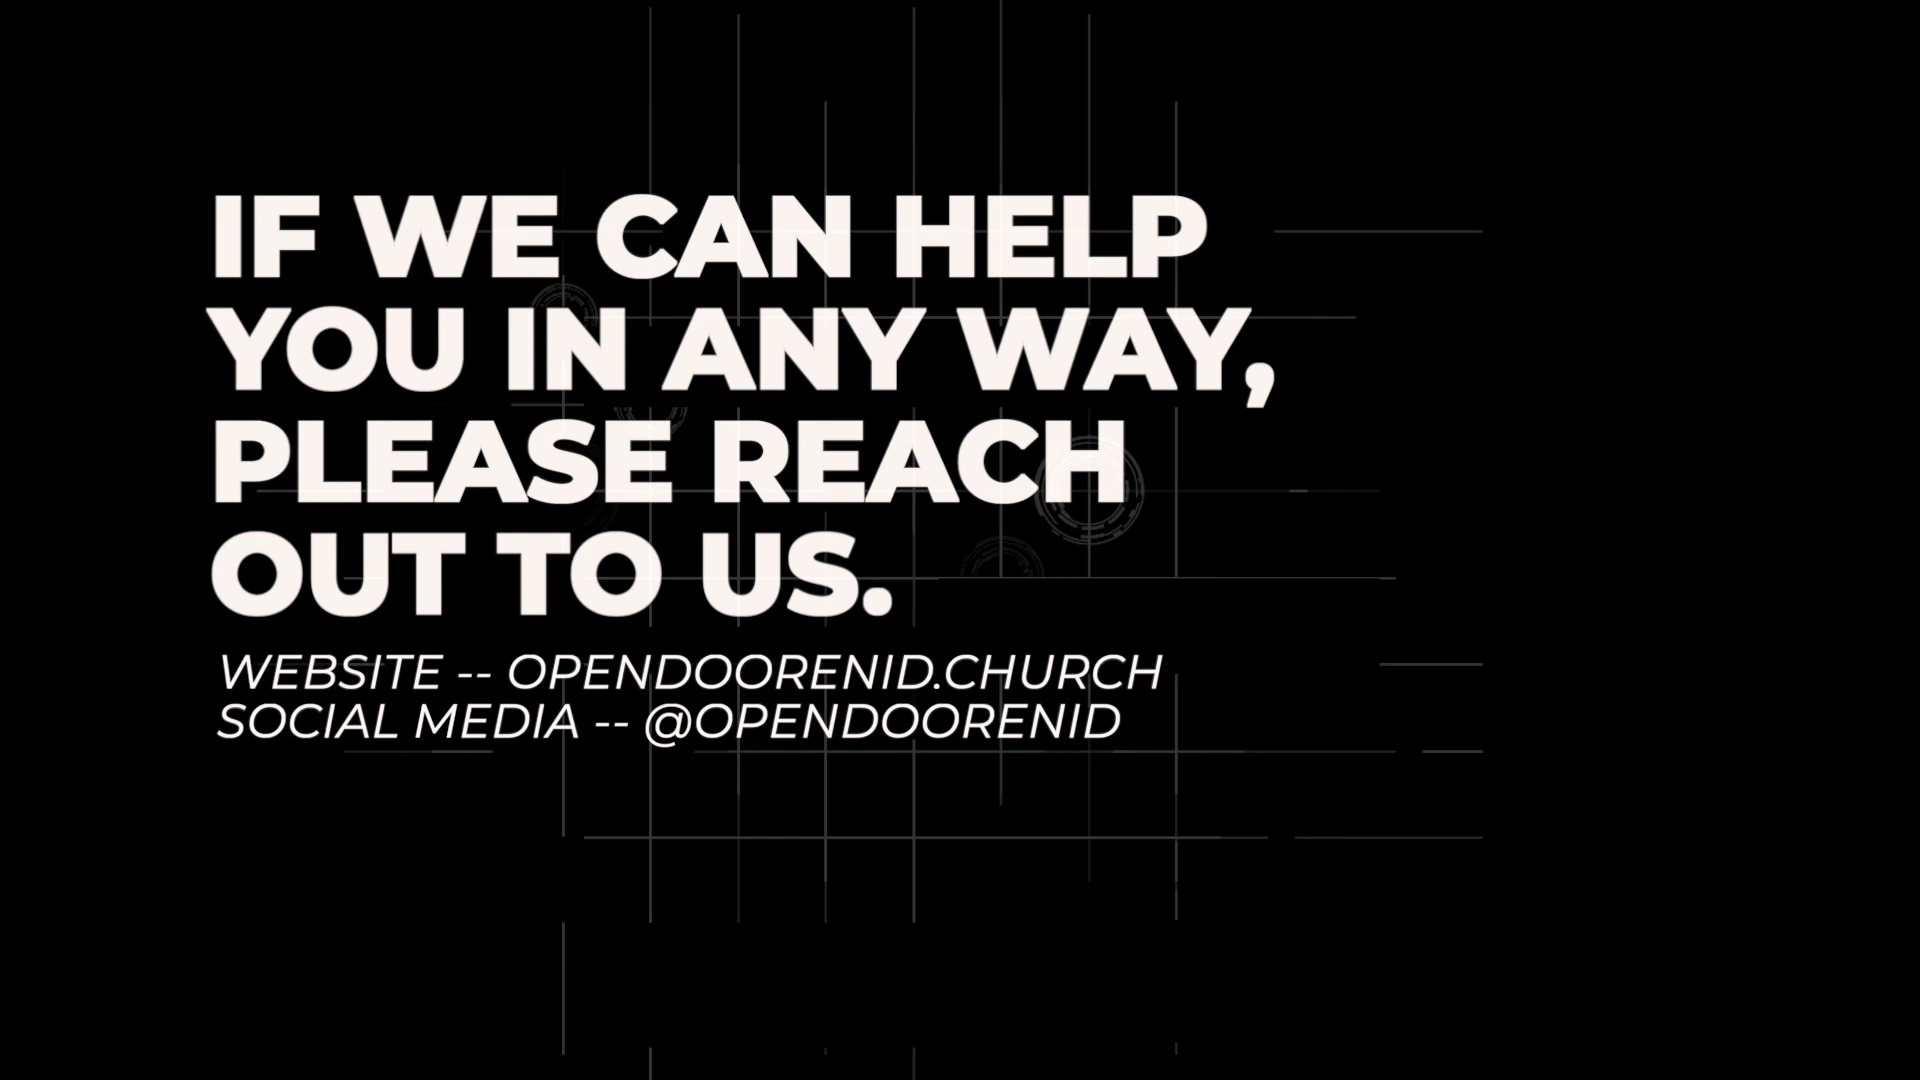 IF WE CAN HELP
YOU IN ANY WAY,
PLEASE REACH
OUT TO US.
WEBSITE -- OPENDOORENID.CHURCH
SOCIAL MEDIA -- @OPENDOORENID